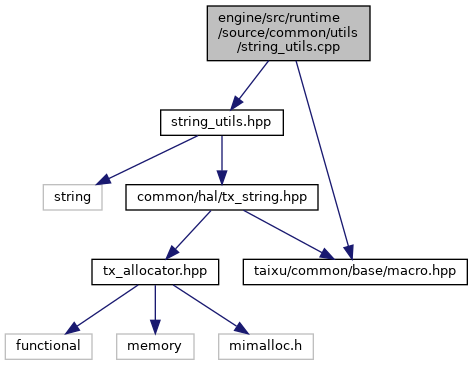 engine/src/runtime
/source/common/utils
/string_utils.cpp
string_utils.hpp
string
common/hal/tx_string.hpp
tx_allocator.hpp
taixu/common/base/macro.hpp
functional
memory
mimalloc.h